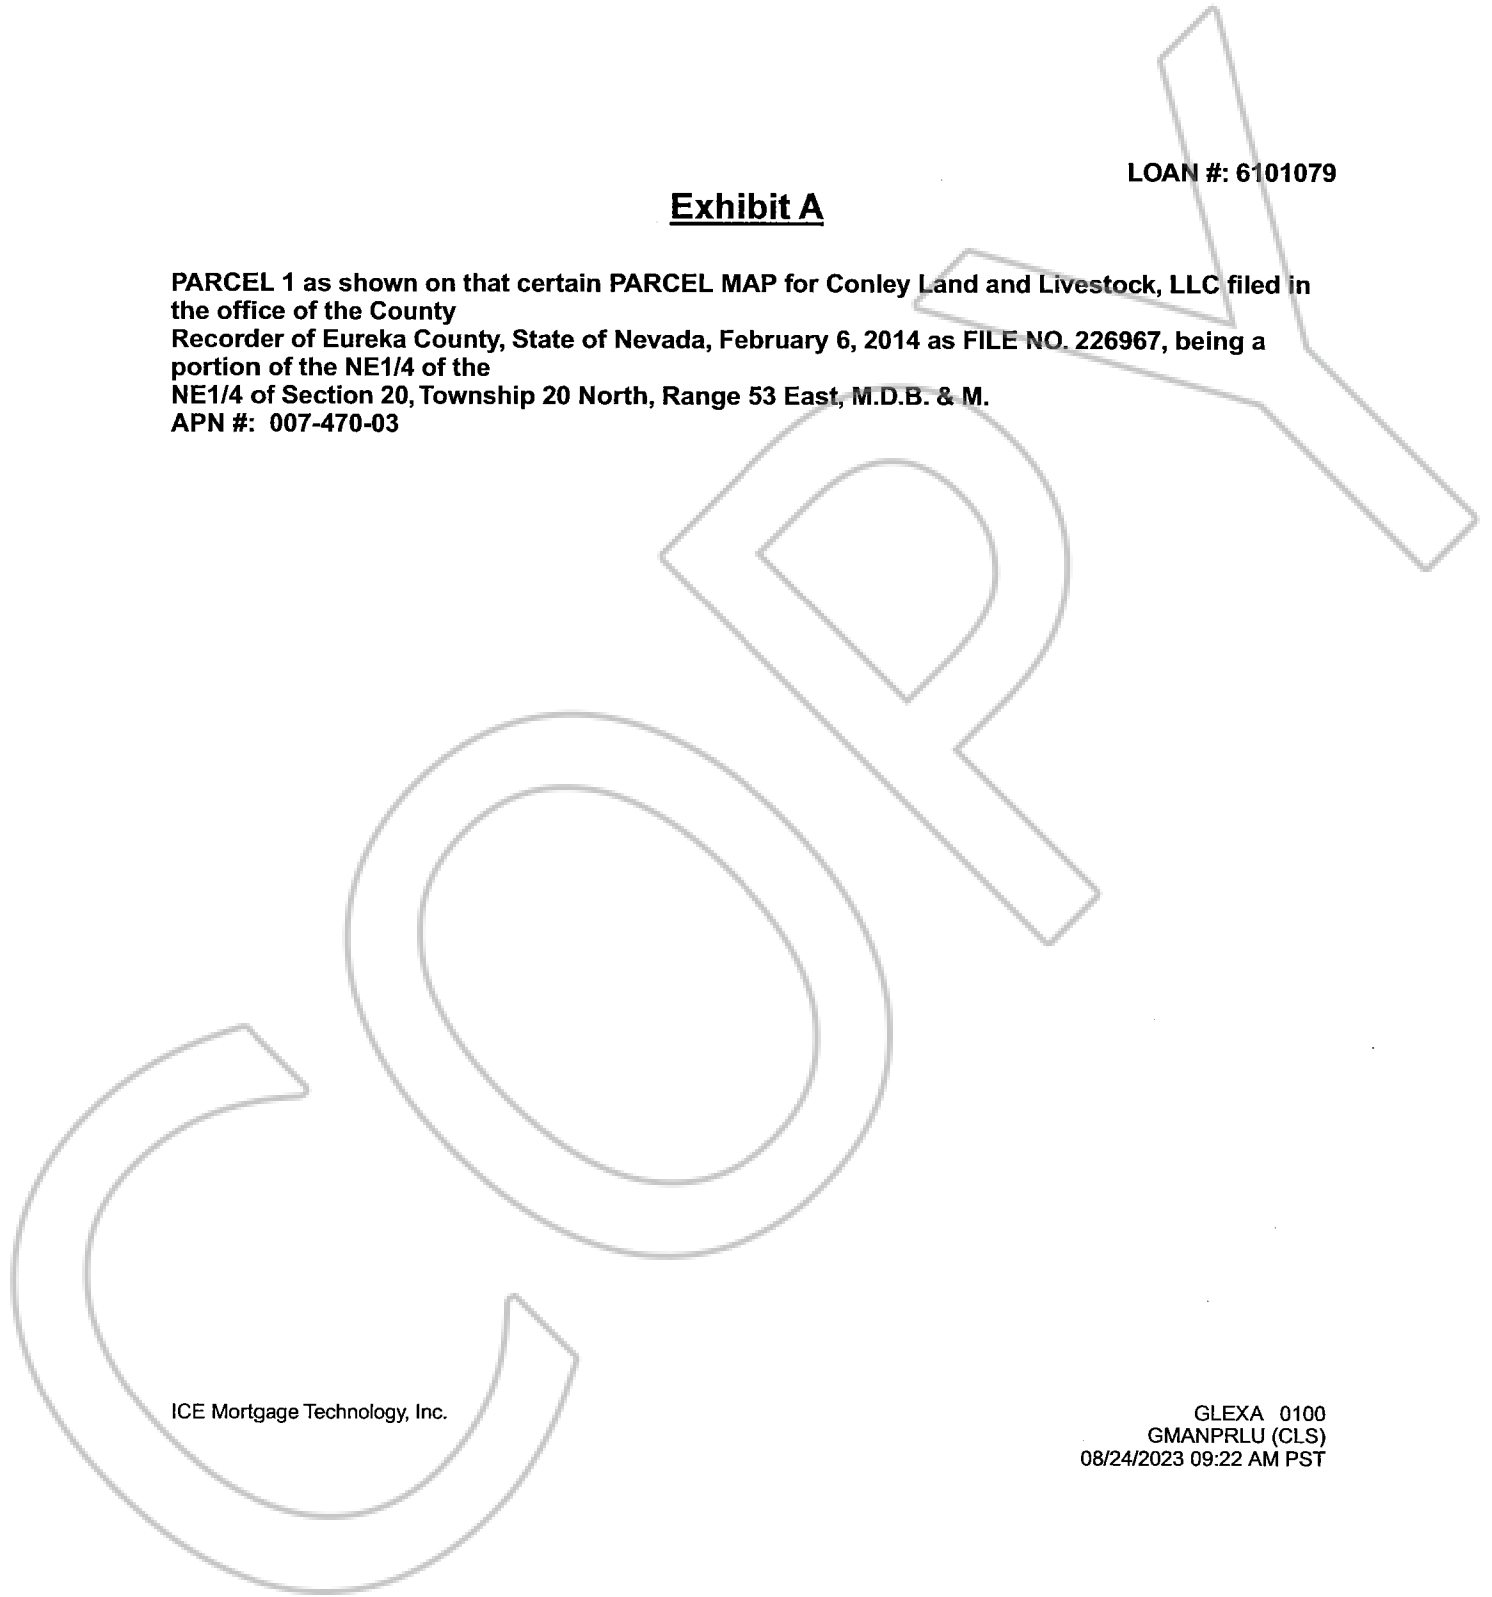 LOAN #: 6101079
Exhibit A
PARCEL 1 as shown on that certain PARCEL MAP for Conley Land and Livestock, LLC filed in
the office of the County
Recorder of Eureka County, State of Nevada, February 6, 2014 as FILE NO. 226967, being a
portion of the NE1/4 of the
NE1/4 of Section 20, Township 20 North, Range 53 East, M.D.B. & M.
APN #: 007-470-03
COPY
ICE Mortgage Technology, Inc.
GLEXA 0100
GMANPRLU (CLS)
08/24/2023 09:22 AM PST